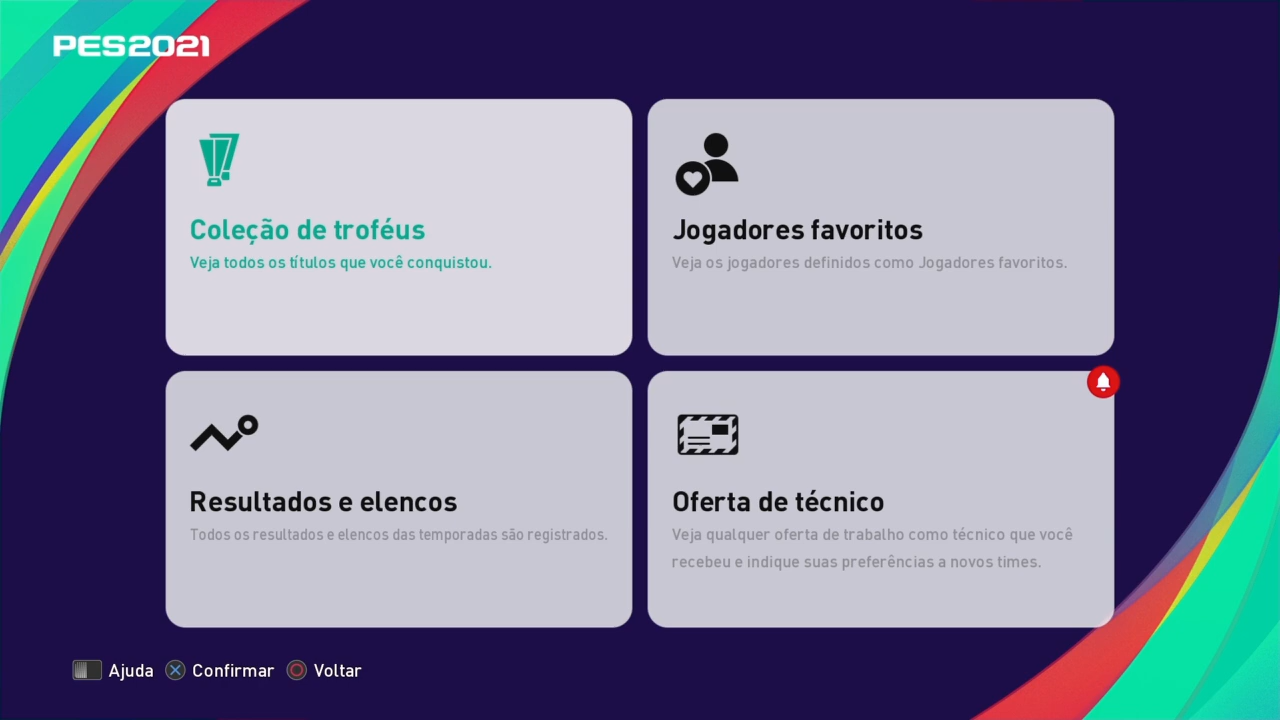 PES2021
Coleção de troféus
Veja todos os títulos que você conquistou.
Jogadores favoritos
Veja os jogadores definidos como Jogadores favoritos.
Resultados e elencos
Todos os resultados e elencos das temporadas são registrados.
Oferta de técnico
Veja qualquer oferta de trabalho como técnico que você
recebeu e indique suas preferências a novos times.
Ajuda Confirmar Voltar